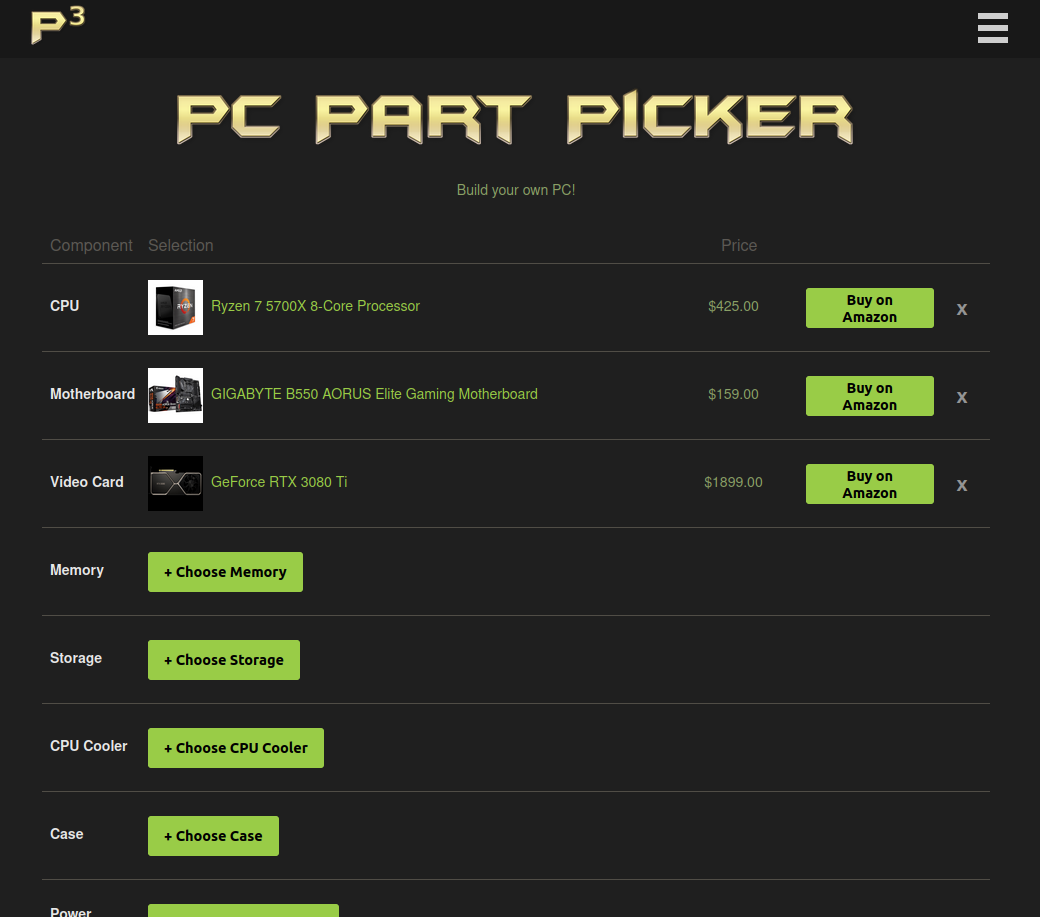 P3
PC PART PICKER
Build your own PC!
Component Selection Price
CPU Ryzen 7 5700X 8-Core Processor $425.00 Buy on
Amazon x
Motherboard GIGABYTE B550 AORUS Elite Gaming Motherboard $159.00 Buy on
Amazon x
Video Card GeForce RTX 3080 Ti $1899.00 Buy on
Amazon x
Memory + Choose Memory
Storage + Choose Storage
CPU Cooler + Choose CPU Cooler
Case + Choose Case
Power
RYZEN